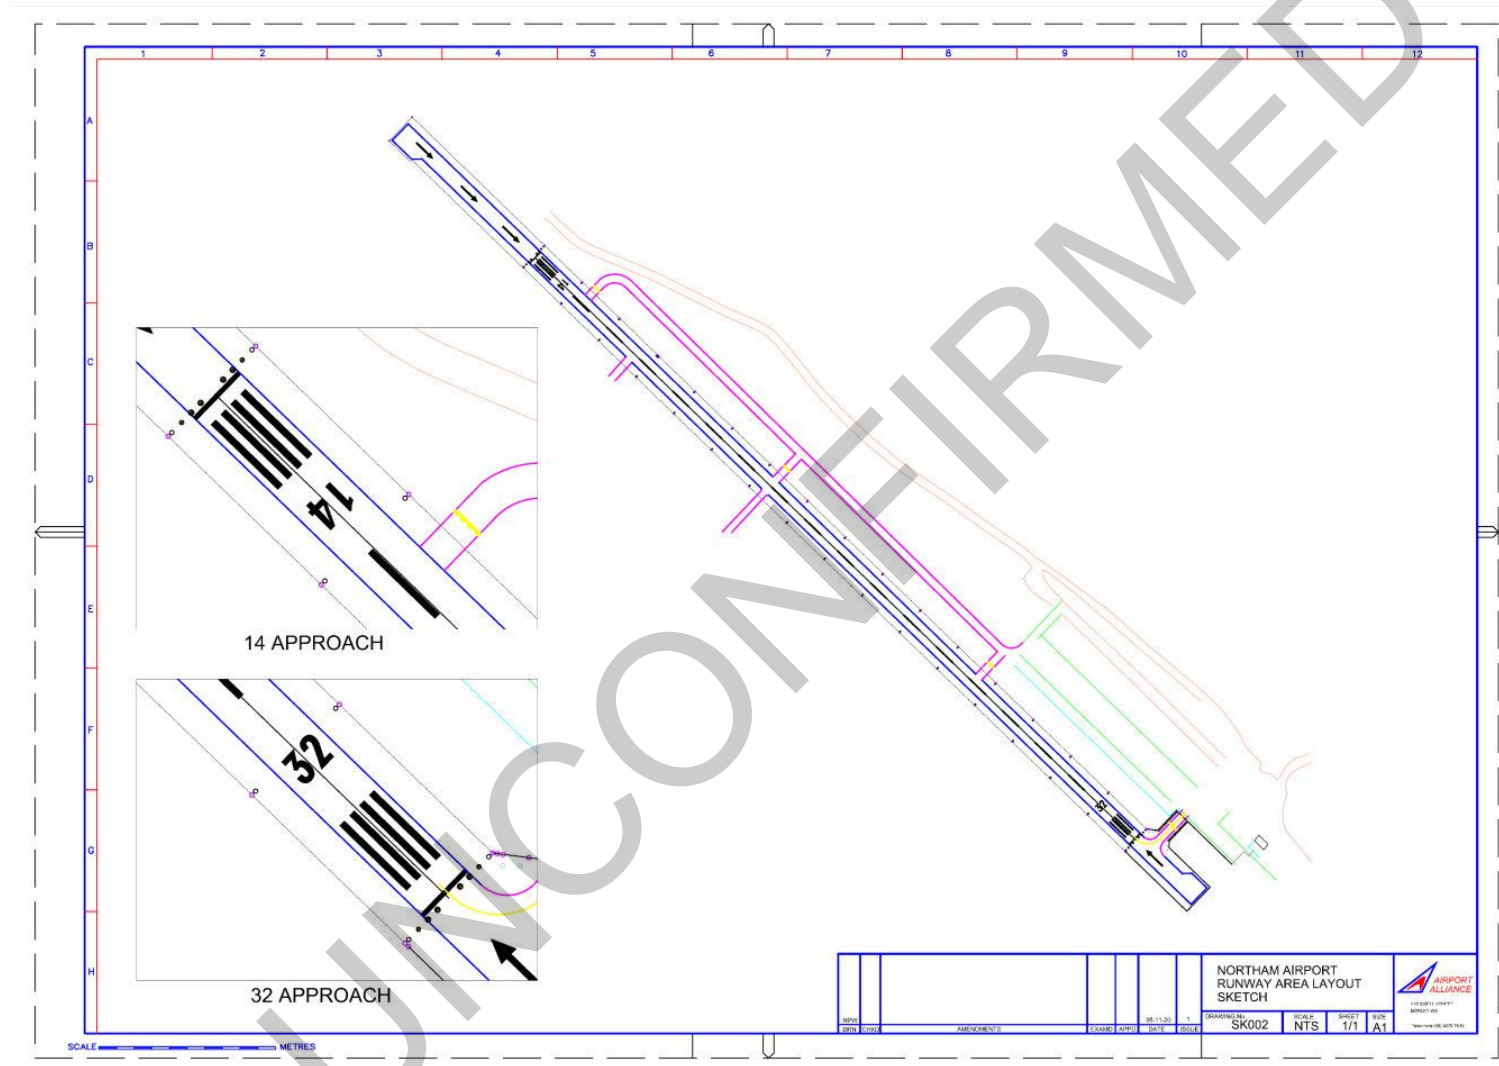 1 2 3 4 5 6 7 8 9 10 11 12
A
B
C
D
E
F
G
H
14
32
14
14 APPROACH
32
32 APPROACH
UNCONFIRMED
NORTHAM AIRPORT
RUNWAY AREA LAYOUT
SKETCH
AIRPORT
ALLIANCE
NPW
1
DRN CHKD AMENDMENTS EXAMD APPD DATE ISSUE
DRAWING No SK002
SCALE NTS
SHEET 1/1
SIZE A1
SCALE METRES